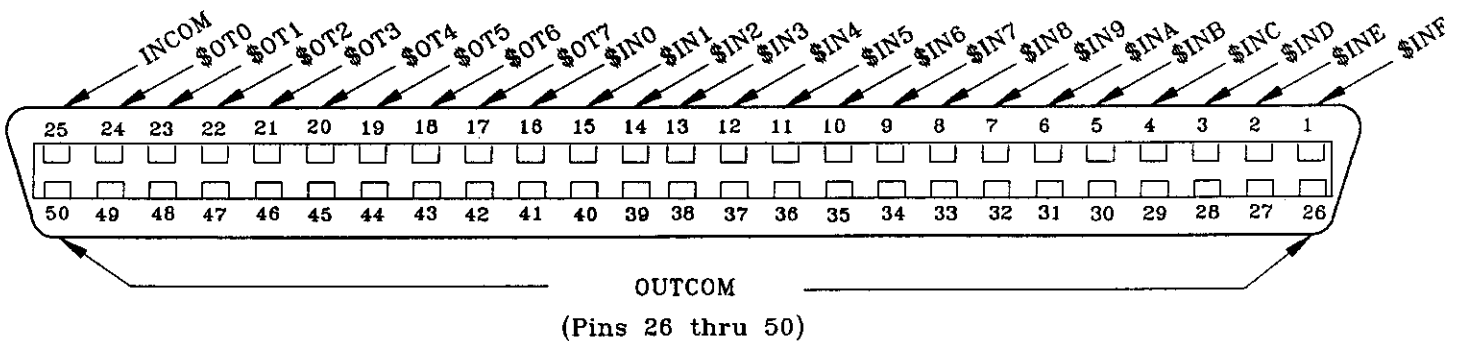 INCOM $OT0 $OT1 $OT2 $OT3 $OT4 $OT5 $OT6 $OT7 $IN0 $IN1 $IN2 $IN3 $IN4 $IN5 $IN6 $IN7 $IN8 $IN9 $INA $INB $INC $IND $INE $INF
25 24 23 22 21 20 19 18 17 16 15 14 13 12 11 10 9 8 7 6 5 4 3 2 1
50 49 48 47 46 45 44 43 42 41 40 39 38 37 36 35 34 33 32 31 30 29 28 27 26
OUTCOM
(Pins 26 thru 50)